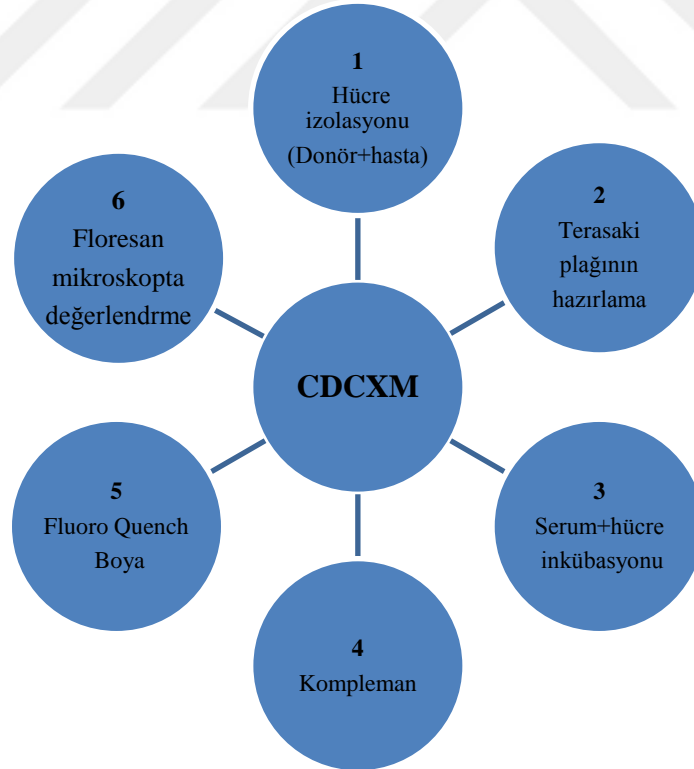 1
Hücre
izolasyonu
(Donör+hasta)
2
Terasaki
plağının
hazırlama
3
Serum+hücre
inkübasyonu
4
Kompleman
5
Fluoro Quench
Boya
6
Floresan
mikroskopta
değerlendrme
CDCXM